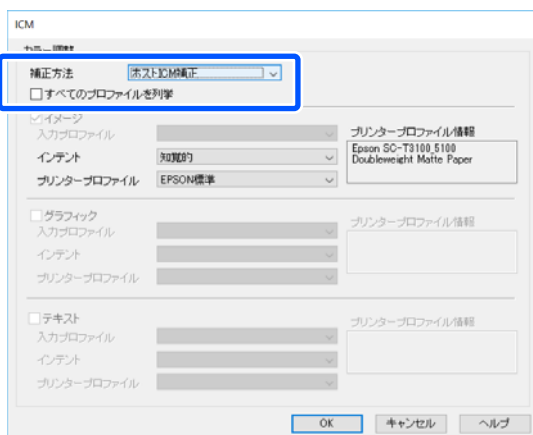 ICM
カラー調整
補正方法 ホストICM補正
すべてのプロファイルを列挙
イメージ
入力プロファイル
プリンタープロファイル情報
インテント 知覚的
Epson SC-T3100_5100
Doubleweight Matte Paper
プリンタープロファイル EPSON標準
グラフィック
入力プロファイル
プリンタープロファイル情報
インテント
プリンタープロファイル
テキスト
入力プロファイル
プリンタープロファイル情報
インテント
プリンタープロファイル
OK キャンセル ヘルプ